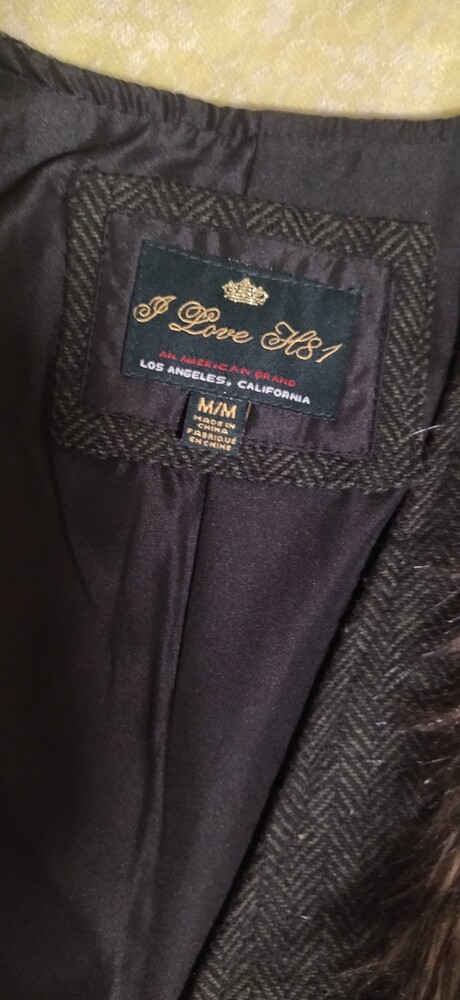 I Love H81
AN AMERICAN BRAND
LOS ANGELES, CALIFORNIA
M/M
MADE IN
CHINA
FABRIQUÉ
EN CHINE